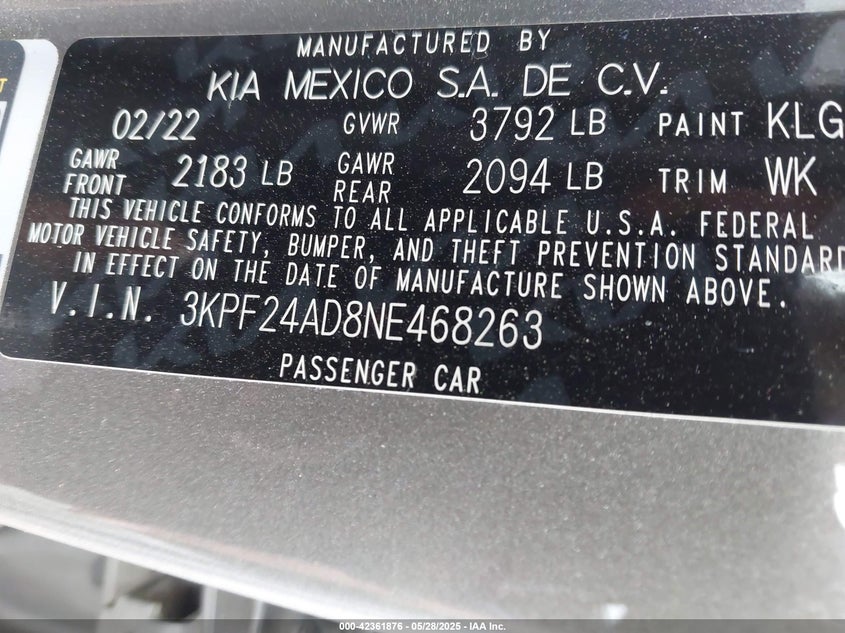 MANUFACTURED BY
KIA MEXICO S.A. DE C.V.
02/22 GVWR 3792 LB PAINT KLG
GAWR FRONT 2183 LB GAWR REAR 2094 LB TRIM WK
THIS VEHICLE CONFORMS TO ALL APPLICABLE U.S.A. FEDERAL
MOTOR VEHICLE SAFETY, BUMPER, AND THEFT PREVENTION STANDARD
IN EFFECT ON THE DATE OF MANUFACTURE SHOWN ABOVE.
V.I.N. 3KPF24AD8NE468263
PASSENGER CAR
000-42361876 - 05/28/2025 - IAA Inc.